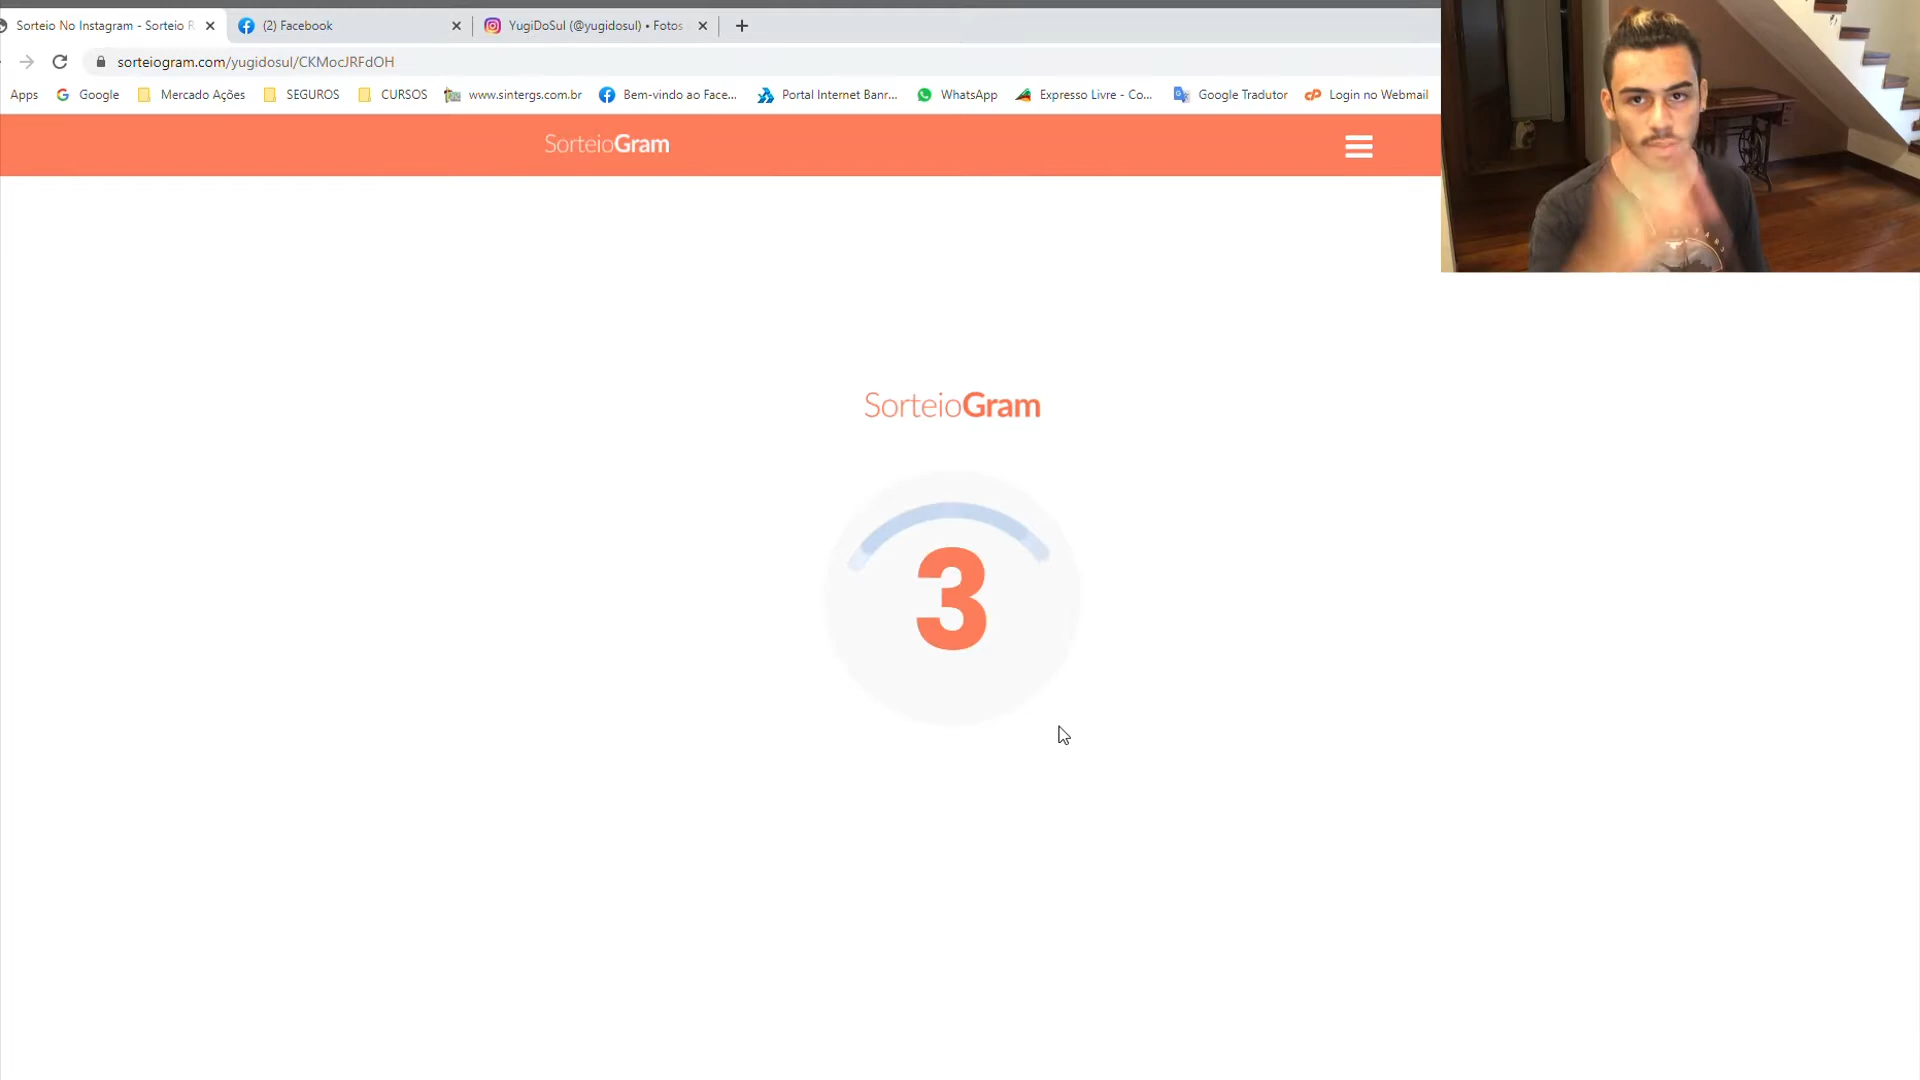 Sorteio No Instagram - Sorteio R
(2) Facebook
YugiDoSul (@yugidosul) • Fotos
sorteiogram.com/yugidosul/CKMocJRFdOH
Apps
Google
Mercado Ações
SEGUROS
CURSOS
www.sintergs.com.br
Bem-vindo ao Face...
Portal Internet Banr...
WhatsApp
Expresso Livre - Co...
Google Tradutor
Login no Webmail
SorteioGram
SorteioGram
3